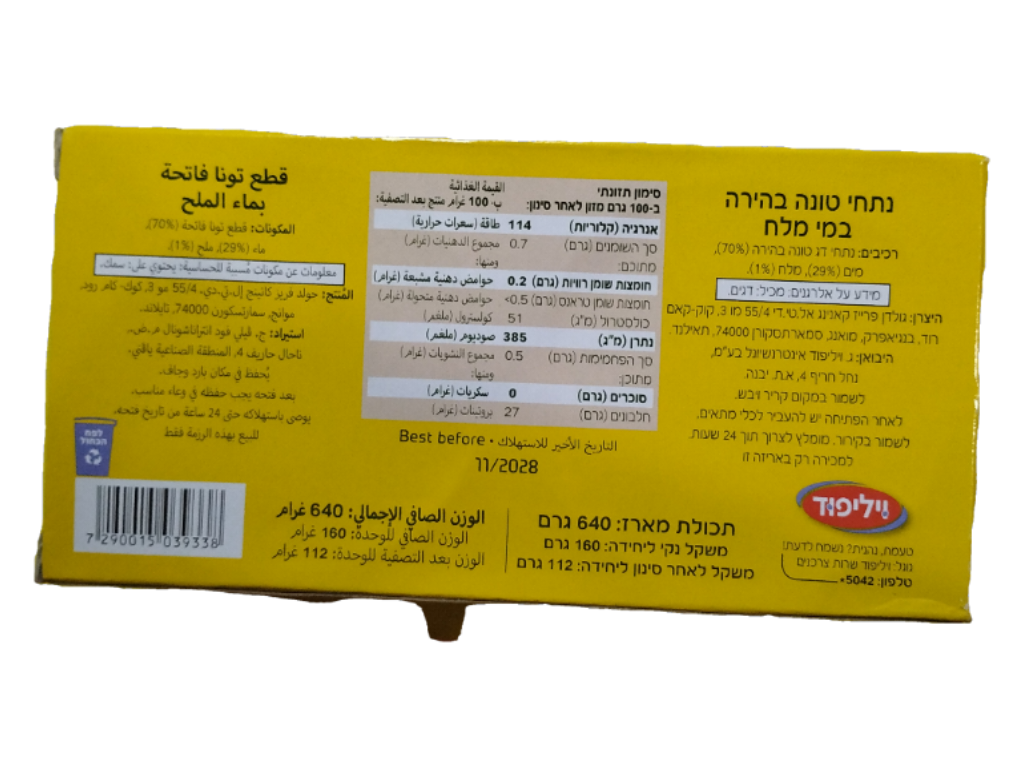 נתחי טונה בהירה
במי מלח
רכיבים: נתחי דג טונה בהירה (70%),
מים (29%), מלח (1%).
מידע על אלרגנים: מכיל: דגים.
היצרן: גולדן פרייז קאנינג אל.טי.די 55/4 מו 3, קוק-קאם
רוד, בנגיאפרק, מואנג, סמארתסקורן 74000, תאילנד.
היבואן: ג. ויליפוד אינטרנשיונל בע"מ,
נחל חריף 4, א.ת. יבנה.
לשמור במקום קריר ויבש.
לאחר הפתיחה יש להעביר לכלי מתאים,
לשמור בקירור. מומלץ לצרוך תוך 24 שעות.
למכירה רק באריזה זו
ויליפוד
טעמת, נהנית? נשמח לדעת!
גוגל: ויליפוד שרות צרכנים
טלפון: 5042*
סימון תזונתי القيمة الغذائية
ב-100 גרם מזון לאחר סינון: ب- 100 غرام منتج بعد التصفية:
אנרגיה (קלוריות) 114 طاقة (سعرات حرارية)
סך השומנים (גרם) 0.7 مجموع الدهنيات (غرام)
מתוכם: ومنها:
חומצות שומן רוויות (גרם) 0.2 حوامض دهنية مشبعة (غرام)
חומצות שומן טראנס (גרם) 0.5> حوامض دهنية متحولة (غرام)
כולסטרול (מ"ג) 51 كولسترول (ملغم)
נתרן (מ"ג) 385 صوديوم (ملغم)
סך הפחמימות (גרם) 0.5 مجموع النشويات (غرام)
מתוכן: ومنها:
סוכרים (גרם) 0 سكريات (غرام)
חלבונים (גרם) 27 بروتينات (غرام)
Best before • التاريخ الأخير للاستهلاك
11/2028
תכולת מארז: 640 גרם
משקל נקי ליחידה: 160 גרם
משקל לאחר סינון ליחידה: 112 גרם
الوزن الصافي الإجمالي: 640 غرام
الوزن الصافي للوحدة: 160 غرام
الوزن بعد التصفية للوحدة: 112 غرام
قطع تونا فاتحة
بماء الملح
المكونات: قطع تونا فاتحة (70%),
ماء (29%), ملح (1%).
معلومات عن مكونات مُسببة للحساسية: يحتوي على: سمك.
المُنتج: جولد فريز كانينج إل.تي.دي. 55/4 مو 3, كوك- كام رود,
موانج, سمارتسكورن 74000, تايلاند.
استيراد: ج. فيلي فود انتراناشونال م.ض.,
ناحال حاريف 4, المنطقة الصناعية يافني.
يُحفظ في مكان بارد وجاف.
بعد فتحه يجب حفظه في وعاء مناسب.
يوصى باستهلاكه حتى 24 ساعة من تاريخ فتحه.
للبيع بهذه الرزمة فقط
לפח
הכחול
7 290015 039338